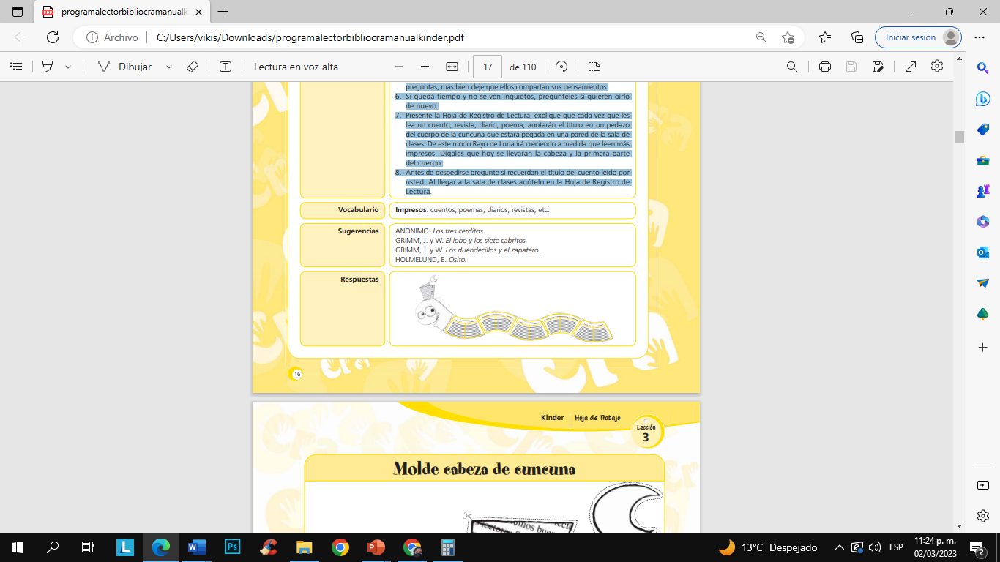 programalectorbibliocramanualk
Archivo
C:/Users/vikis/Downloads/programalectorbibliocramanualkinder.pdf
Iniciar sesión
Dibujar
Lectura en voz alta
17
de 110
preguntas, más bien deje que ellos compartan sus pensamientos.
6. Si queda tiempo y no se ven inquietos, pregúnteles si quieren oírlo
de nuevo.
7. Presente la Hoja de Registro de Lectura, explique que cada vez que les
lea un cuento, revista, diario, poema, anotarán el título en un pedazo
del cuerpo de la cuncuna que estará pegada en una pared de la sala de
clases. De este modo Rayo de Luna irá creciendo a medida que leen más
impresos. Dígales que hoy se llevarán la cabeza y la primera parte
del cuerpo.
8. Antes de despedirse pregunte si recuerdan el título del cuento leído por
usted. Al llegar a la sala de clases anótelo en la Hoja de Registro de
Lectura.
Vocabulario
Impresos: cuentos, poemas, diarios, revistas, etc.
Sugerencias
ANÓNIMO. Los tres cerditos.
GRIMM, J. y W. El lobo y los siete cabritos.
GRIMM, J. y W. Los duendecillos y el zapatero.
HOLMELUND, E. Osito.
Respuestas
16
Kinder
Hoja de Trabajo
Lección
3
Molde cabeza de cuncuna
13°C Despejado
ESP
11:24 p. m.
02/03/2023
2